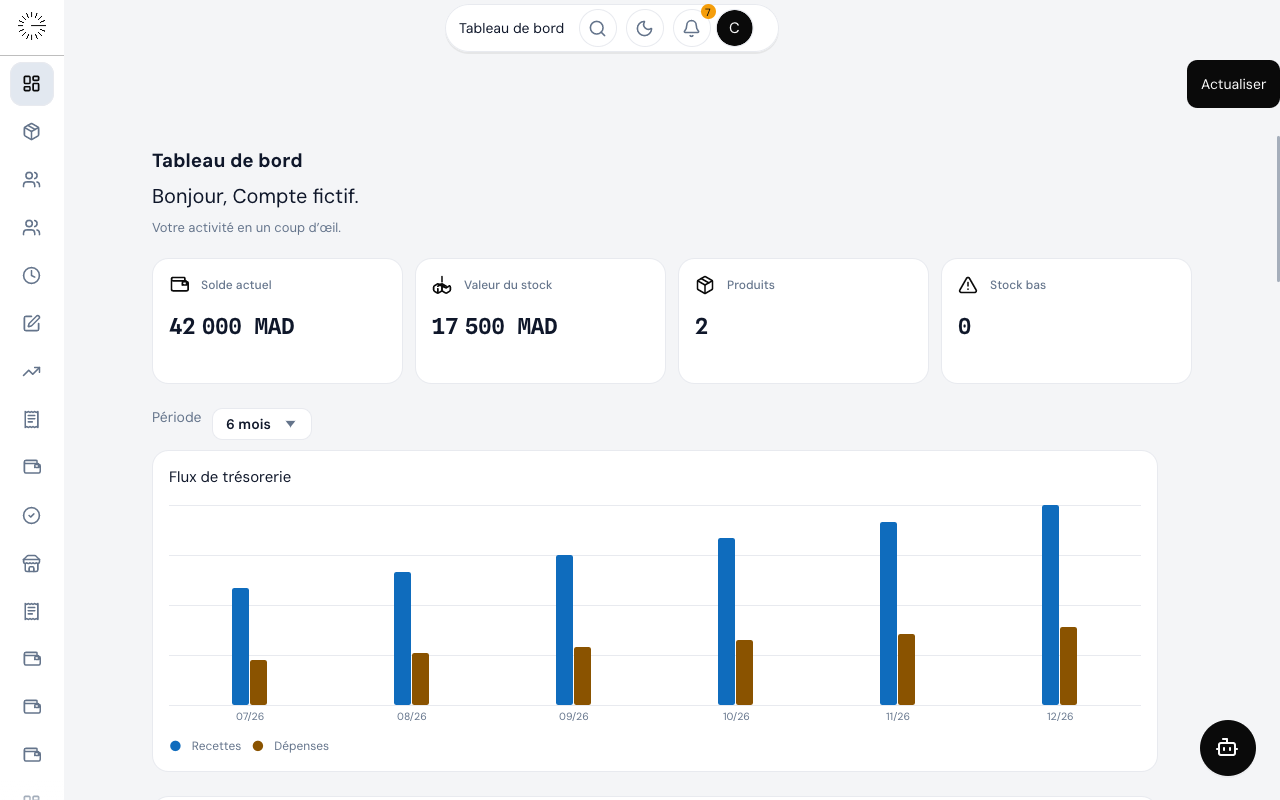 Tableau de bord
7
C
Actualiser
Tableau de bord
Bonjour, Compte fictif.
Votre activité en un coup d’œil.
Solde actuel
42 000 MAD
Valeur du stock
17 500 MAD
Produits
2
Stock bas
0
Période
6 mois
Flux de trésorerie
07/26
08/26
09/26
10/26
11/26
12/26
Recettes
Dépenses